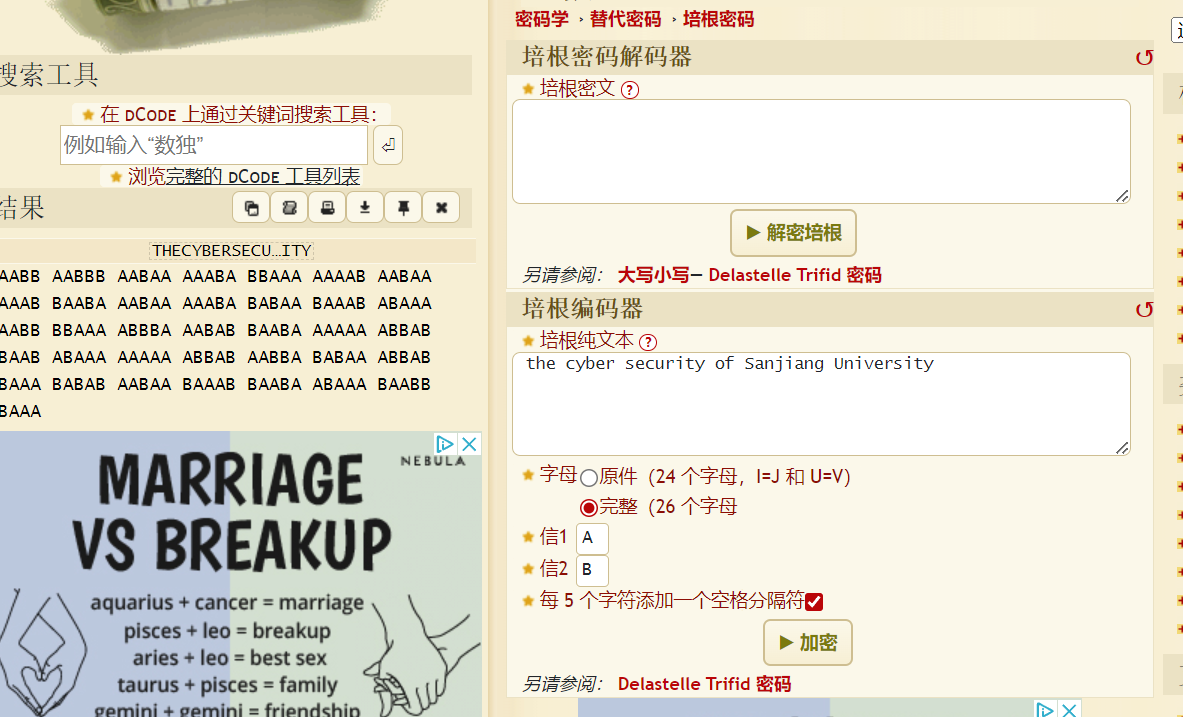 搜索工具
在 DCODE 上通过关键词搜索工具:
例如输入“数独”
浏览完整的 DCODE 工具列表
结果
THECYBERSECU…ITY
AABB AABBB AABAA AAABA BBAAA AAAAB AABAA
AAAB BAABA AABAA AAABA BABAA BAAAB ABAAA
AABB BBAAA ABBBA AABAB BAABA AAAAA ABBAB
BAAB ABAAA AAAAA ABBAB AABBA BABAA ABBAB
BAAA BABAB AABAA BAAAB BAABA ABAAA BAABB
BAAA
MARRIAGE
VS BREAKUP
NEBULA
aquarius + cancer = marriage
pisces + leo = breakup
aries + leo = best sex
taurus + pisces = family
gemini + gemini = friendship
密码学 › 替代密码 › 培根密码
培根密码解码器
培根密文 ?
解密培根
另请参阅: 大写小写— Delastelle Trifid 密码
培根编码器
培根纯文本 ?
the cyber security of Sanjiang University
字母 原件 (24 个字母, I=J 和 U=V)
完整 (26 个字母
信1 A
信2 B
每 5 个字符添加一个空格分隔符
加密
另请参阅: Delastelle Trifid 密码